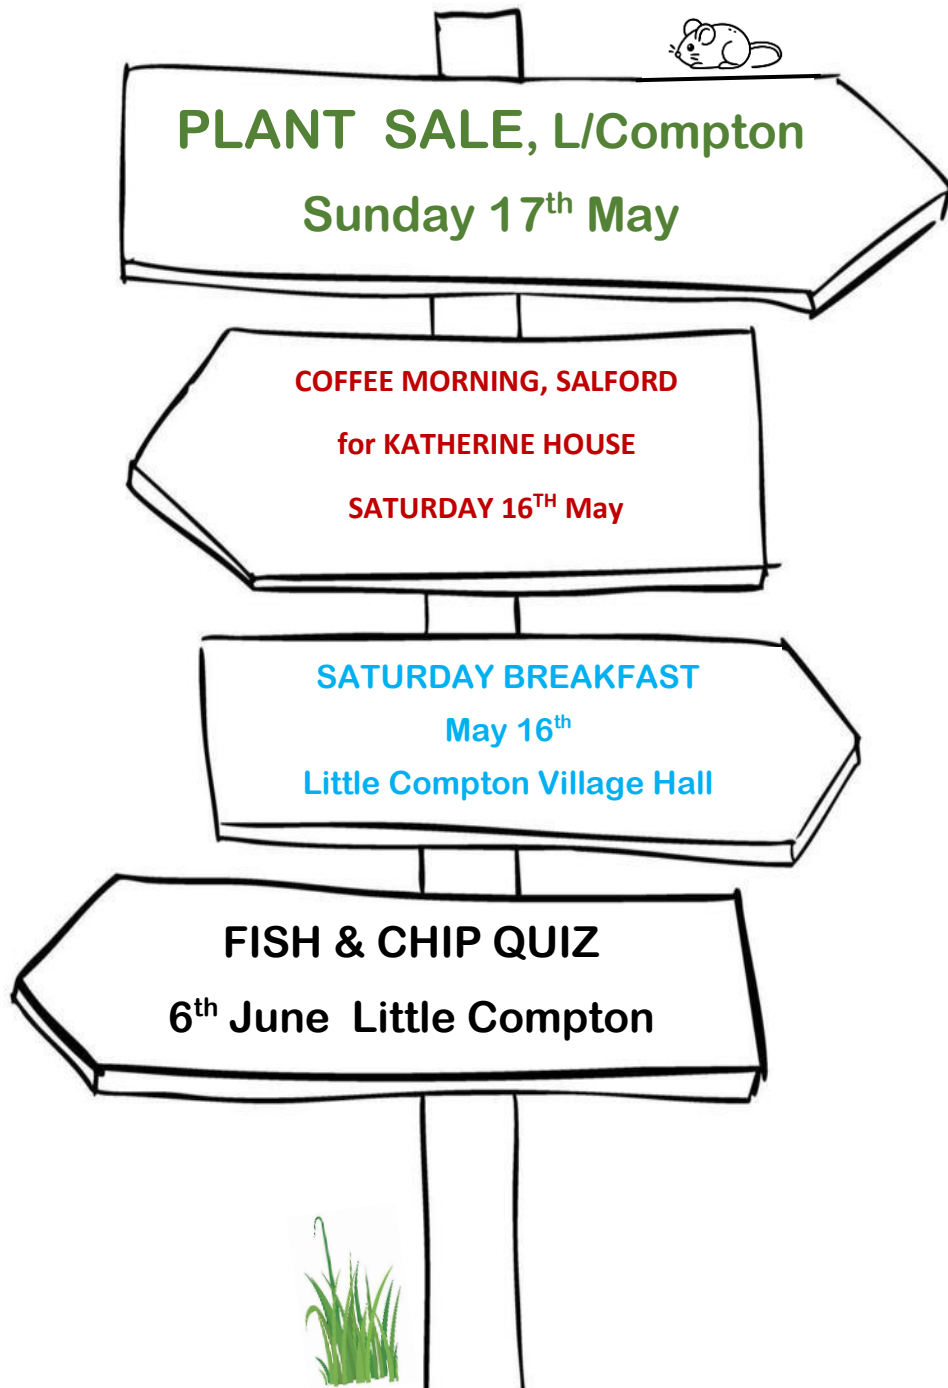 PLANT SALE, L/Compton
Sunday 17th May
COFFEE MORNING, SALFORD
for KATHERINE HOUSE
SATURDAY 16TH May
SATURDAY BREAKFAST
May 16th
Little Compton Village Hall
FISH & CHIP QUIZ
6th June Little Compton